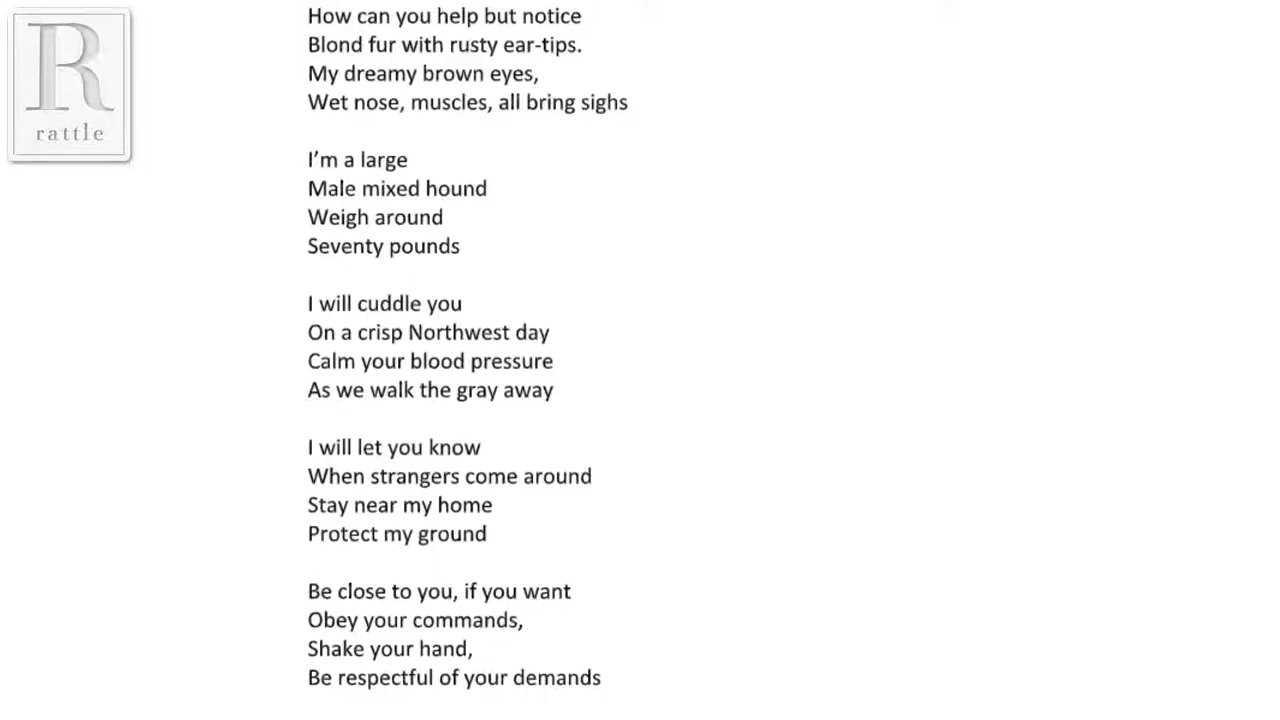 R
rattle
How can you help but notice
Blond fur with rusty ear-tips.
My dreamy brown eyes,
Wet nose, muscles, all bring sighs
I’m a large
Male mixed hound
Weigh around
Seventy pounds
I will cuddle you
On a crisp Northwest day
Calm your blood pressure
As we walk the gray away
I will let you know
When strangers come around
Stay near my home
Protect my ground
Be close to you, if you want
Obey your commands,
Shake your hand,
Be respectful of your demands